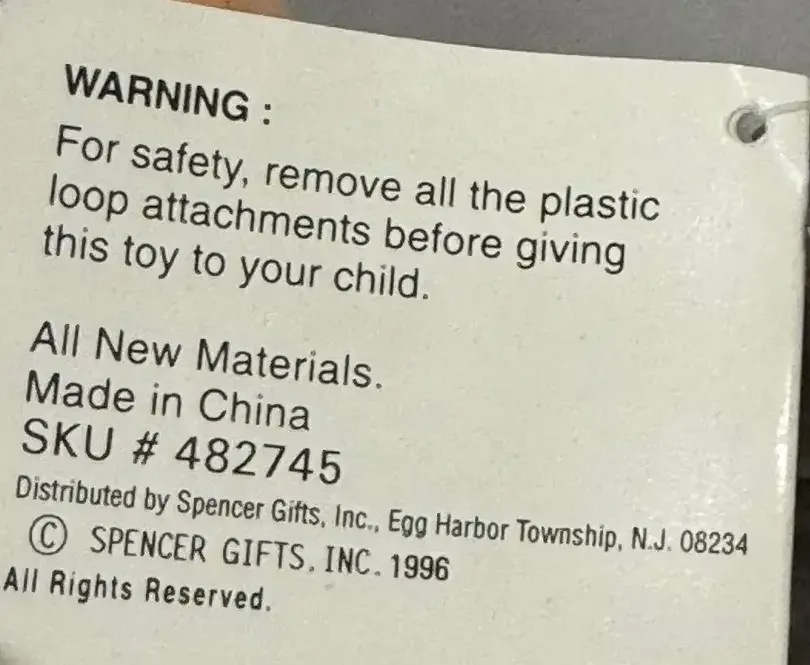 WARNING :
For safety, remove all the plastic
loop attachments before giving
this toy to your child.
All New Materials.
Made in China
SKU # 482745
Distributed by Spencer Gifts, Inc., Egg Harbor Township, N.J. 08234
© SPENCER GIFTS, INC. 1996
All Rights Reserved.